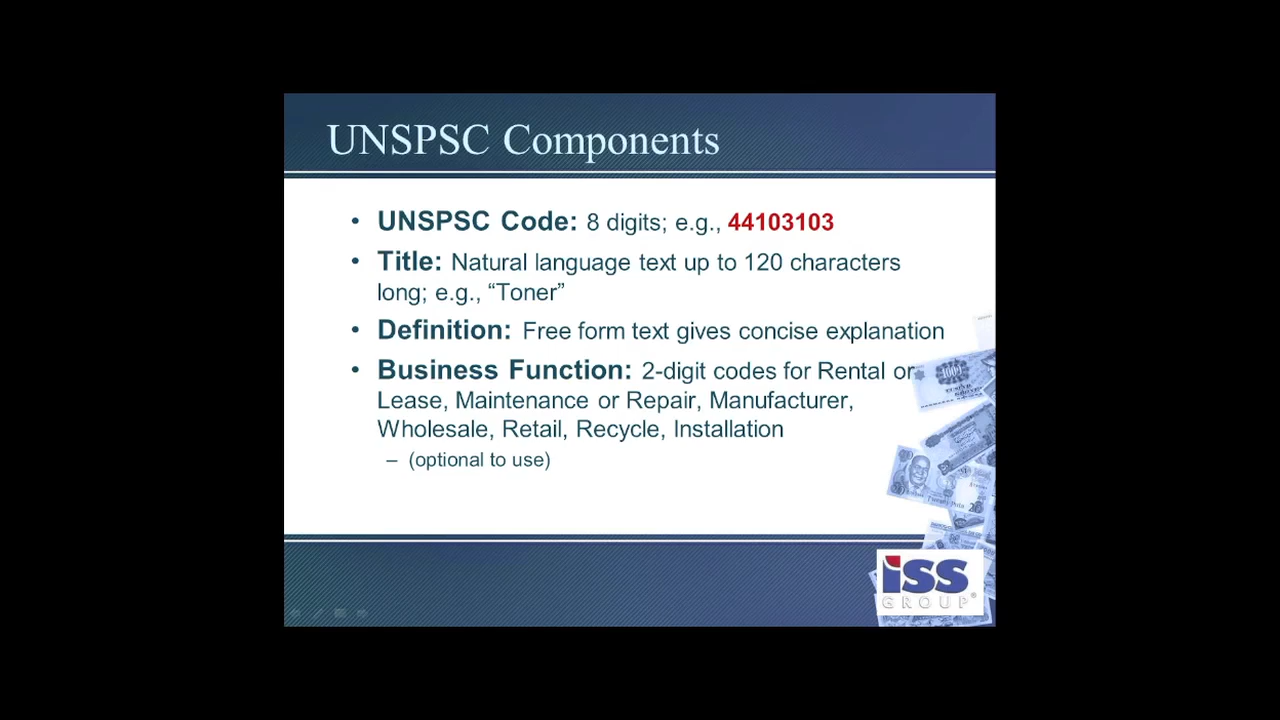 UNSPSC Components
• UNSPSC Code: 8 digits; e.g., 44103103
• Title: Natural language text up to 120 characters
long; e.g., “Toner”
• Definition: Free form text gives concise explanation
• Business Function: 2-digit codes for Rental or
Lease, Maintenance or Repair, Manufacturer,
Wholesale, Retail, Recycle, Installation
– (optional to use)
iSS
GROUP®